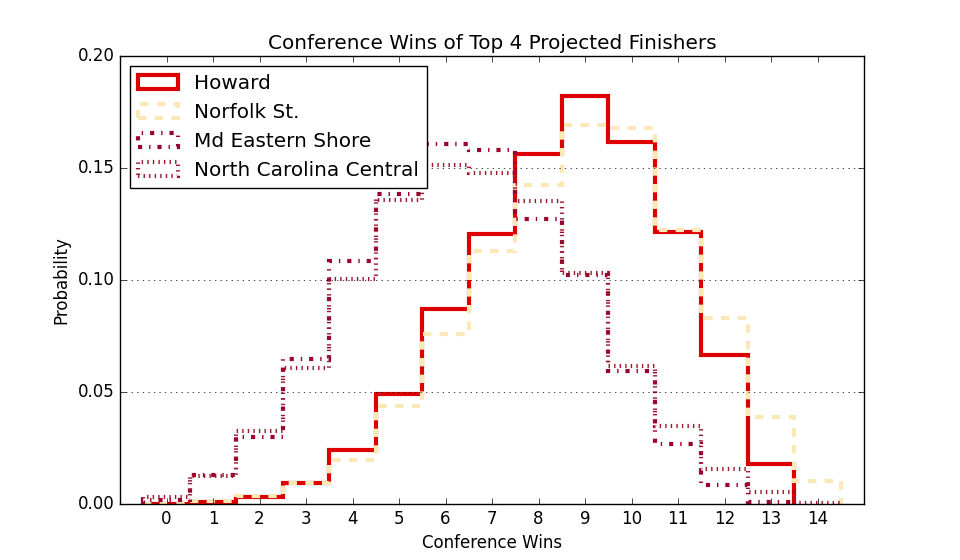 Conference Wins of Top 4 Projected Finishers
0.20
0.15
0.10
0.05
0.00
Probability
Howard
Norfolk St.
Md Eastern Shore
North Carolina Central
0 1 2 3 4 5 6 7 8 9 10 11 12 13 14
Conference Wins